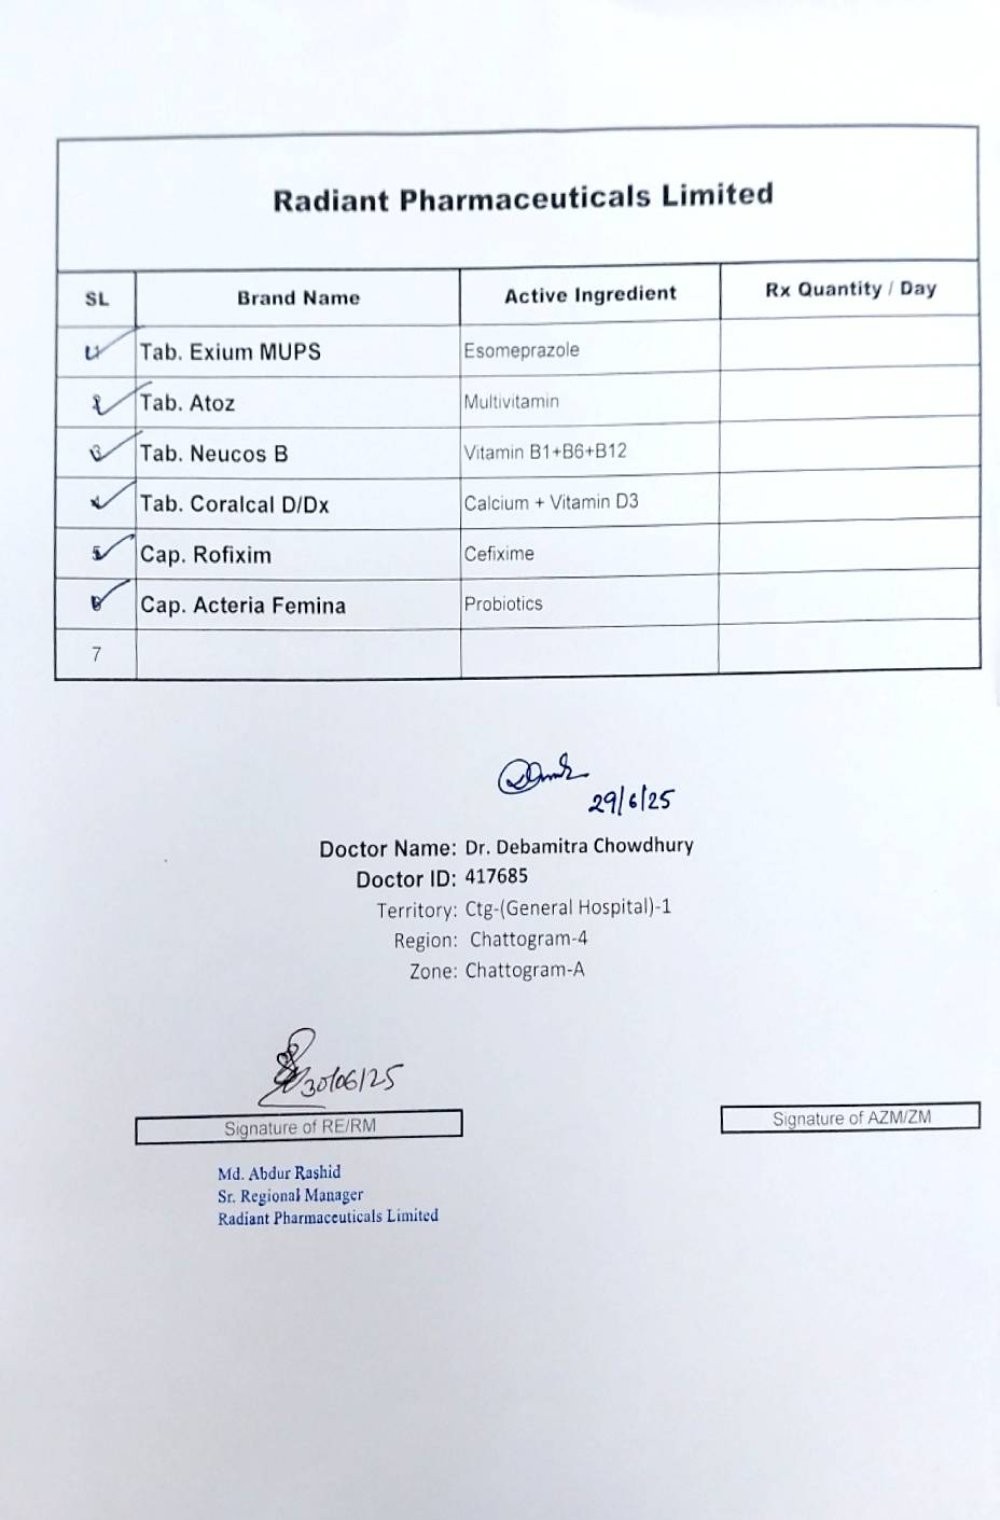 Radiant Pharmaceuticals Limited
SL Brand Name Active Ingredient Rx Quantity / Day
Tab. Exium MUPS Esomeprazole
Tab. Atoz Multivitamin
Tab. Neucos B Vitamin B1+B6+B12
Tab. Coralcal D/Dx Calcium + Vitamin D3
Cap. Rofixim Cefixime
Cap. Acteria Femina Probiotics
7
29/6/25
Doctor Name: Dr. Debamitra Chowdhury
Doctor ID: 417685
Territory: Ctg-(General Hospital)-1
Region: Chattogram-4
Zone: Chattogram-A
30/06/25
Signature of RE/RM Signature of AZM/ZM
Md. Abdur Rashid
Sr. Regional Manager
Radiant Pharmaceuticals Limited